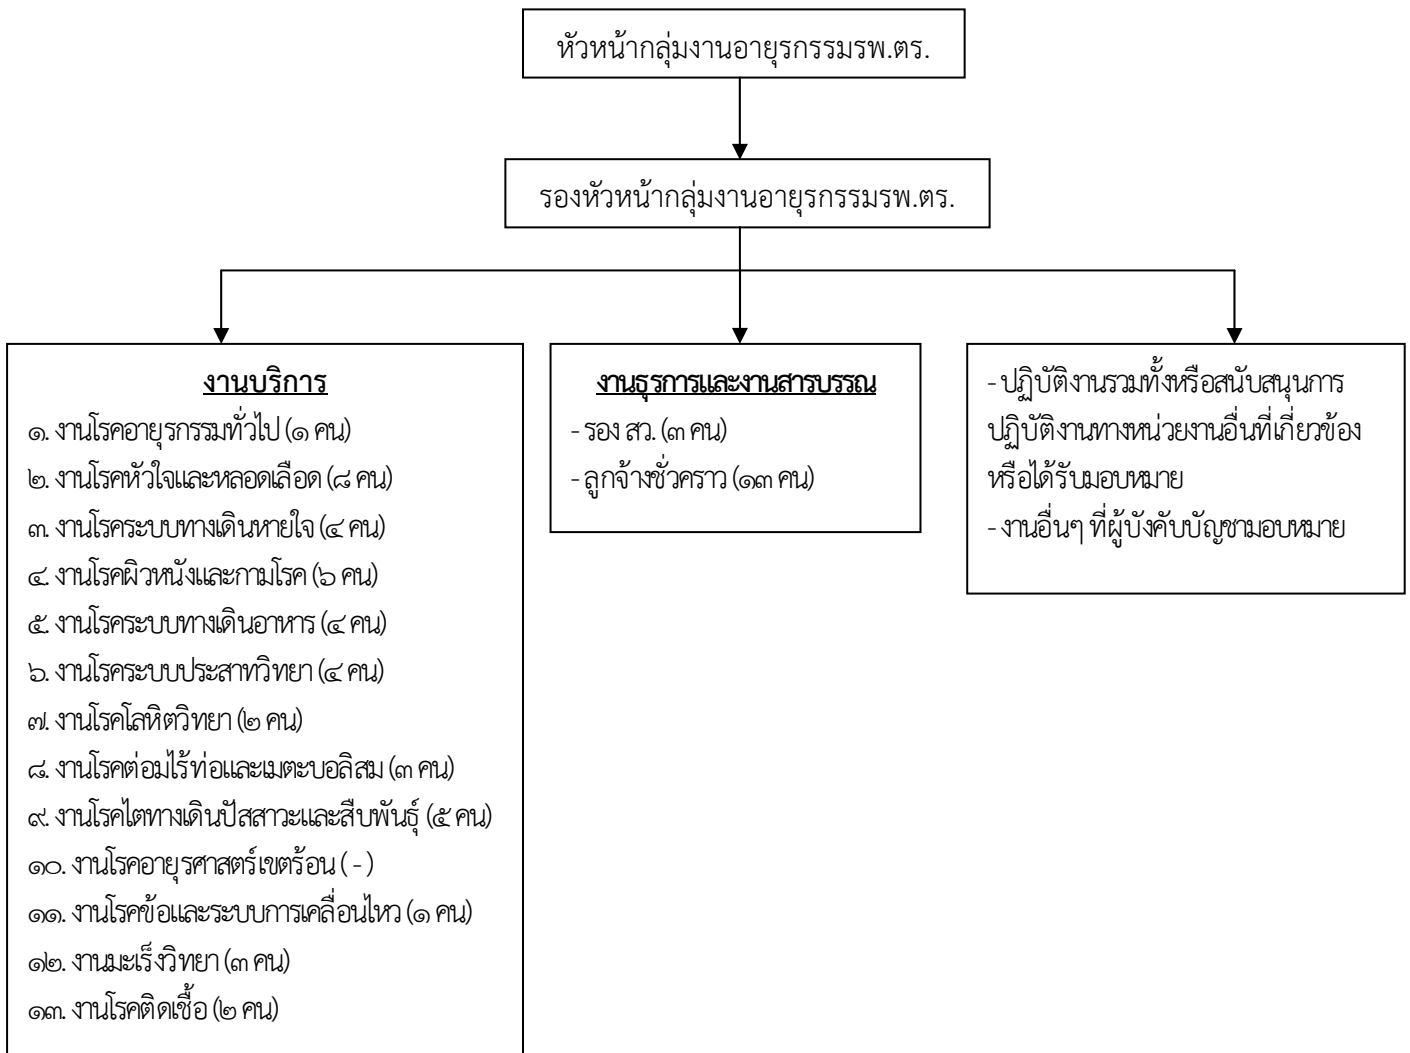 หัวหน้ากลุ่มงานอายุรกรรมรพ.ตร.
รองหัวหน้ากลุ่มงานอายุรกรรมรพ.ตร.
งานบริการ
๑. งานโรคอายุรกรรมทั่วไป (๑ คน)
๒. งานโรคหัวใจและหลอดเลือด (๘ คน)
๓. งานโรคระบบทางเดินหายใจ (๔ คน)
๔. งานโรคผิวหนังและกามโรค (๖ คน)
๕. งานโรคระบบทางเดินอาหาร (๔ คน)
๖. งานโรคระบบประสาทวิทยา (๔ คน)
๗. งานโรคโลหิตวิทยา (๒ คน)
๘. งานโรคต่อมไร้ท่อและเมตะบอลิสม (๓ คน)
๙. งานโรคไตทางเดินปัสสาวะและสืบพันธุ์ (๕ คน)
๑๐. งานโรคอายุรศาสตร์เขตร้อน ( - )
๑๑. งานโรคข้อและระบบการเคลื่อนไหว (๑ คน)
๑๒. งานมะเร็งวิทยา (๓ คน)
๑๓. งานโรคติดเชื้อ (๒ คน)
งานธุรการและงานสารบรรณ
- รอง สว. (๓ คน)
- ลูกจ้างชั่วคราว (๑๓ คน)
- ปฏิบัติงานรวมทั้งหรือสนับสนุนการ
ปฏิบัติงานทางหน่วยงานอื่นที่เกี่ยวข้อง
หรือได้รับมอบหมาย
- งานอื่นๆ ที่ผู้บังคับบัญชามอบหมาย